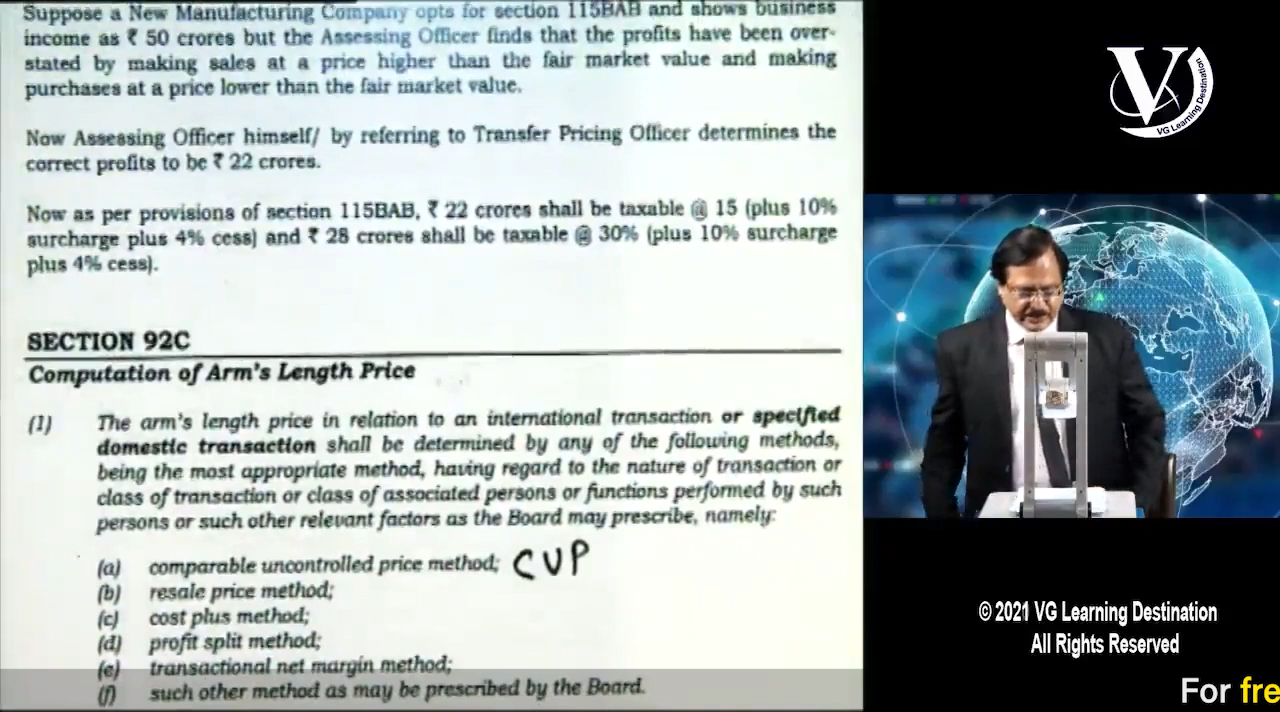 Suppose a New Manufacturing Company opts for section 115BAB and shows business
income as ₹ 50 crores but the Assessing Officer finds that the profits have been over-
stated by making sales at a price higher than the fair market value and making
purchases at a price lower than the fair market value.
Now Assessing Officer himself/ by referring to Transfer Pricing Officer determines the
correct profits to be ₹ 22 crores.
Now as per provisions of section 115BAB, ₹ 22 crores shall be taxable @ 15 (plus 10%
surcharge plus 4% cess) and ₹ 28 crores shall be taxable @ 30% (plus 10% surcharge
plus 4% cess).
SECTION 92C
Computation of Arm's Length Price
(1) The arm's length price in relation to an international transaction or specified
domestic transaction shall be determined by any of the following methods,
being the most appropriate method, having regard to the nature of transaction or
class of transaction or class of associated persons or functions performed by such
persons or such other relevant factors as the Board may prescribe, namely:
(a) comparable uncontrolled price method; CUP
(b) resale price method;
(c) cost plus method;
(d) profit split method;
(e) transactional net margin method;
(f) such other method as may be prescribed by the Board.
V
VG Learning Destination
© 2021 VG Learning Destination
All Rights Reserved
For fre